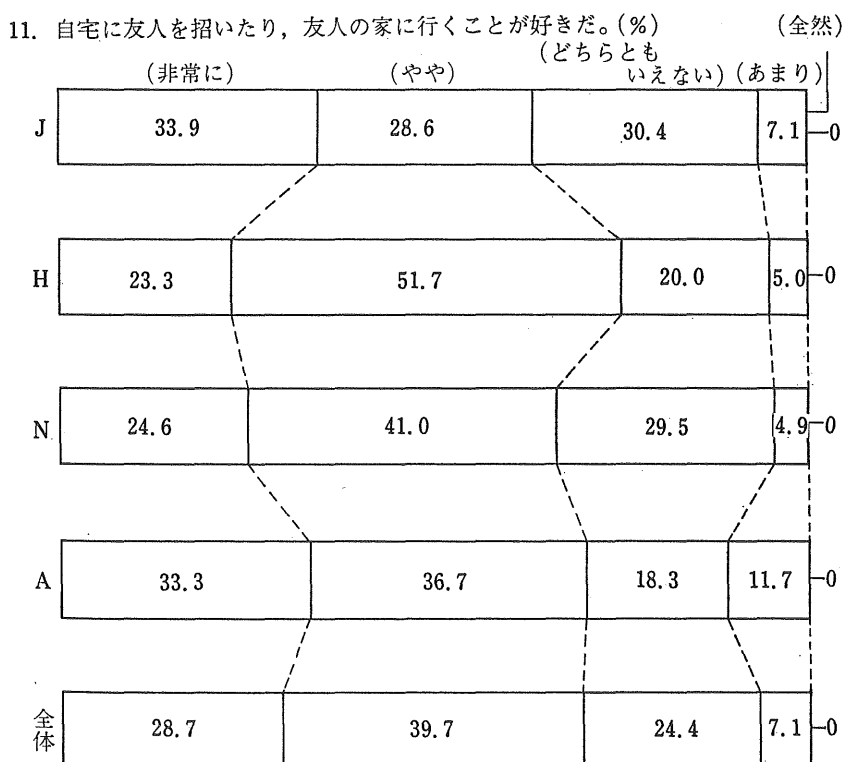 11. 自宅に友人を招いたり，友人の家に行くことが好きだ。(%)
(全然)
(非常に)
(やや)
(どちらとも
いえない)
(あまり)
J 33.9 28.6 30.4 7.1 0
H 23.3 51.7 20.0 5.0 0
N 24.6 41.0 29.5 4.9 0
A 33.3 36.7 18.3 11.7 0
全体 28.7 39.7 24.4 7.1 0